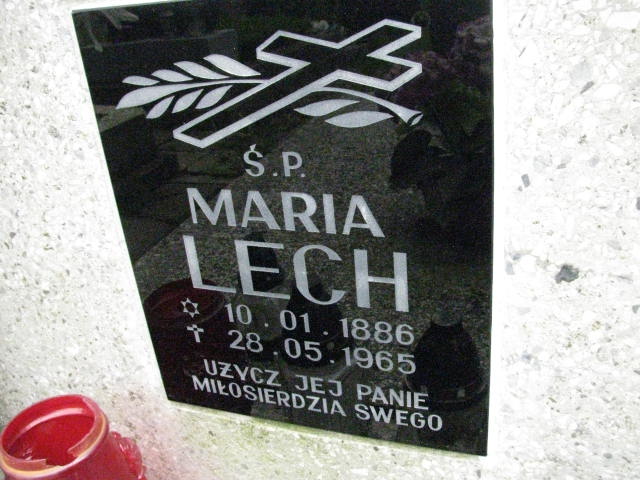 Ś.P.
MARIA
LECH
✡ 10.01.1886
✝ 28.05.1965
UŻYCZ JEJ PANIE
MIŁOSIERDZIA SWEGO